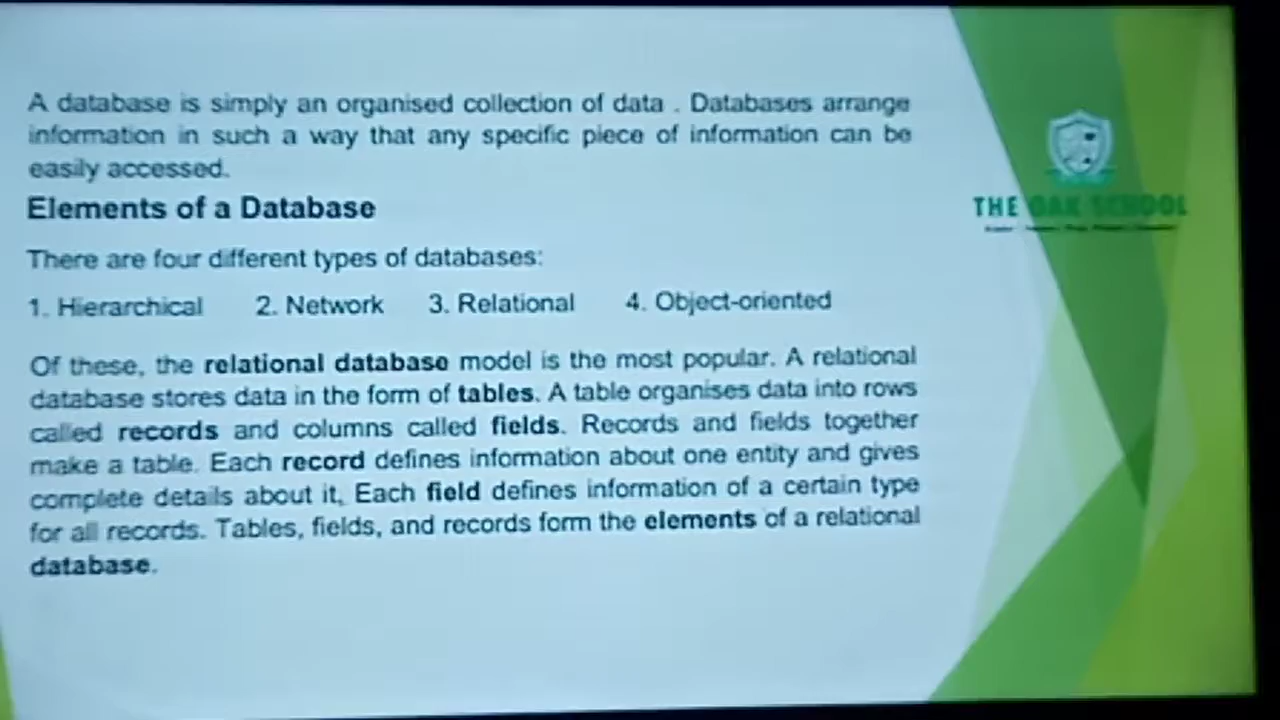 A database is simply an organised collection of data . Databases arrange
information in such a way that any specific piece of information can be
easily accessed.
Elements of a Database
There are four different types of databases:
1. Hierarchical 2. Network 3. Relational 4. Object-oriented
Of these, the relational database model is the most popular. A relational
database stores data in the form of tables. A table organises data into rows
called records and columns called fields. Records and fields together
make a table. Each record defines information about one entity and gives
complete details about it, Each field defines information of a certain type
for all records. Tables, fields, and records form the elements of a relational
database.
THE OAK SCHOOL